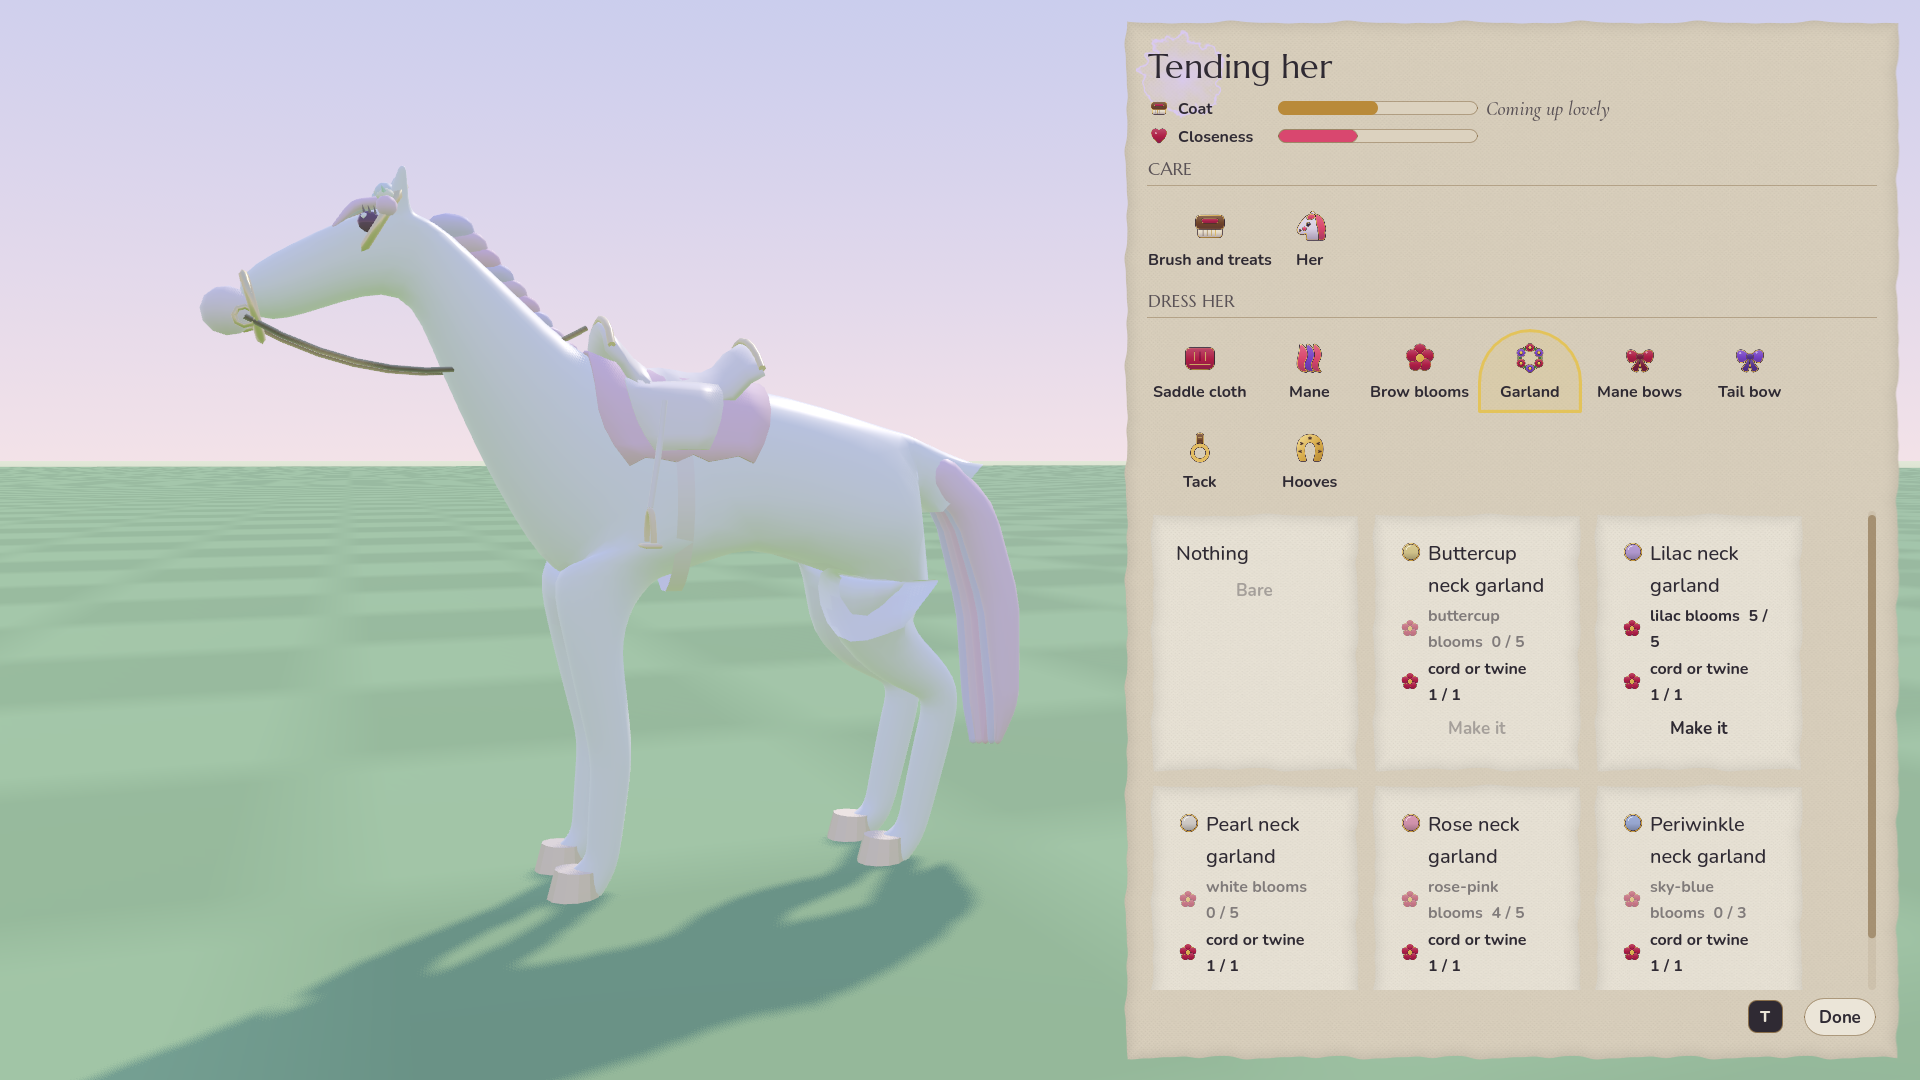 Tending her
Coat
Coming up lovely
Closeness
CARE
Brush and treats
Her
DRESS HER
Saddle cloth
Mane
Brow blooms
Garland
Mane bows
Tail bow
Tack
Hooves
Nothing
Bare
Buttercup
neck garland
buttercup
blooms 0 / 5
cord or twine
1 / 1
Make it
Lilac neck
garland
lilac blooms 5 /
5
cord or twine
1 / 1
Make it
Pearl neck
garland
white blooms
0 / 5
cord or twine
1 / 1
Rose neck
garland
rose-pink
blooms 4 / 5
cord or twine
1 / 1
Periwinkle
neck garland
sky-blue
blooms 0 / 3
cord or twine
1 / 1
T
Done